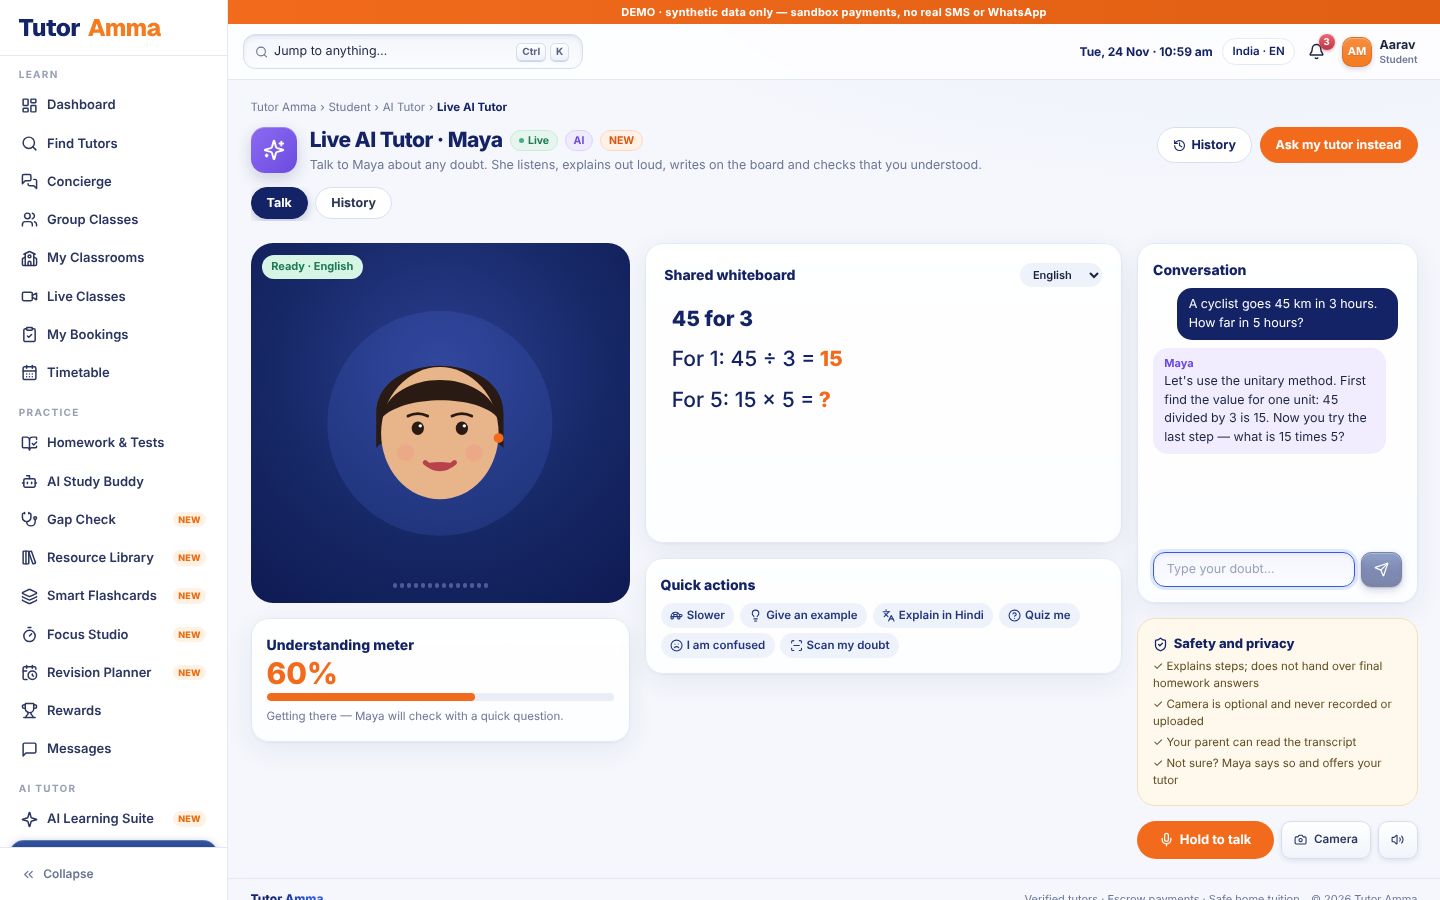 Tutor Amma
DEMO · synthetic data only — sandbox payments, no real SMS or WhatsApp
Jump to anything...
Ctrl K
Tue, 24 Nov · 10:59 am
India · EN
3
AM
Aarav
Student
LEARN
Dashboard
Find Tutors
Concierge
Group Classes
My Classrooms
Live Classes
My Bookings
Timetable
PRACTICE
Homework & Tests
AI Study Buddy
Gap Check NEW
Resource Library NEW
Smart Flashcards NEW
Focus Studio NEW
Revision Planner NEW
Rewards
Messages
AI TUTOR
AI Learning Suite NEW
« Collapse
Tutor Amma › Student › AI Tutor › Live AI Tutor
Live AI Tutor · Maya
Live
AI
NEW
Talk to Maya about any doubt. She listens, explains out loud, writes on the board and checks that you understood.
History
Ask my tutor instead
Talk
History
Ready · English
Understanding meter
60%
Getting there — Maya will check with a quick question.
Shared whiteboard
English
45 for 3
For 1: 45 ÷ 3 = 15
For 5: 15 × 5 = ?
Quick actions
Slower
Give an example
Explain in Hindi
Quiz me
I am confused
Scan my doubt
Conversation
A cyclist goes 45 km in 3 hours.
How far in 5 hours?
Maya
Let's use the unitary method. First
find the value for one unit: 45
divided by 3 is 15. Now you try the
last step — what is 15 times 5?
Type your doubt...
Safety and privacy
✓ Explains steps; does not hand over final
homework answers
✓ Camera is optional and never recorded or
uploaded
✓ Your parent can read the transcript
✓ Not sure? Maya says so and offers your
tutor
Hold to talk
Camera
Tutor Amma
Verified tutors · Escrow payments · Safe home tuition · © 2026 Tutor Amma